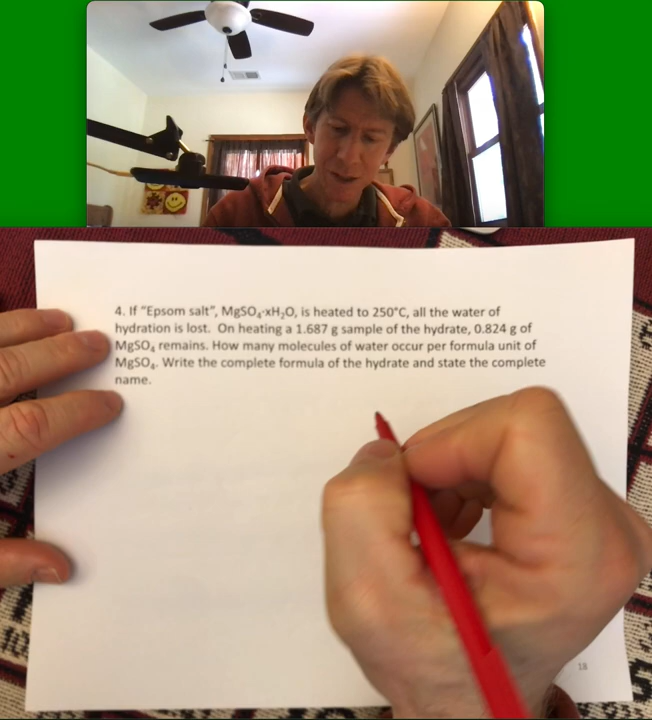 4. If “Epsom salt”, MgSO₄·xH₂O, is heated to 250°C, all the water of
hydration is lost. On heating a 1.687 g sample of the hydrate, 0.824 g of
MgSO₄ remains. How many molecules of water occur per formula unit of
MgSO₄. Write the complete formula of the hydrate and state the complete
name.
18